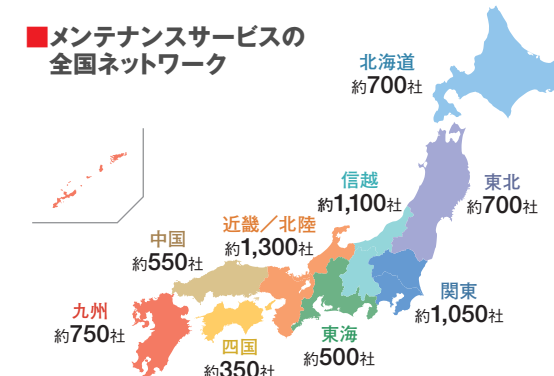 ■メンテナンスサービスの
全国ネットワーク
北海道
約700社
信越
約1,100社
東北
約700社
近畿／北陸
約1,300社
中国
約550社
関東
約1,050社
九州
約750社
四国
約350社
東海
約500社